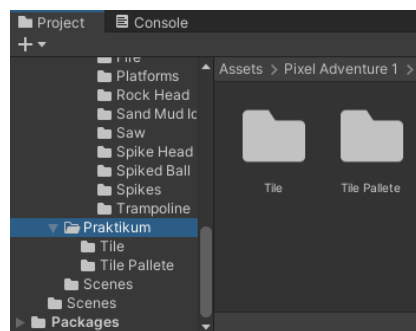 Project Console
Assets > Pixel Adventure 1 >
Fire
Platforms
Rock Head
Sand Mud Ic
Saw
Spike Head
Spiked Ball
Spikes
Trampoline
Praktikum
Tile
Tile Pallete
Scenes
Scenes
Packages
Tile
Tile Pallete